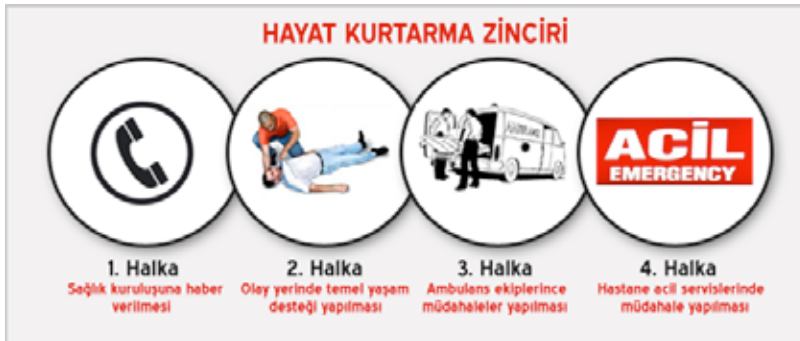 HAYAT KURTARMA ZİNCİRİ
AMBULANS
ACİL
EMERGENCY
1. Halka
Sağlık kuruluşuna haber
verilmesi
2. Halka
Olay yerinde temel yaşam
desteği yapılması
3. Halka
Ambulans ekiplerince
müdahaleler yapılması
4. Halka
Hastane acil servislerinde
müdahale yapılması